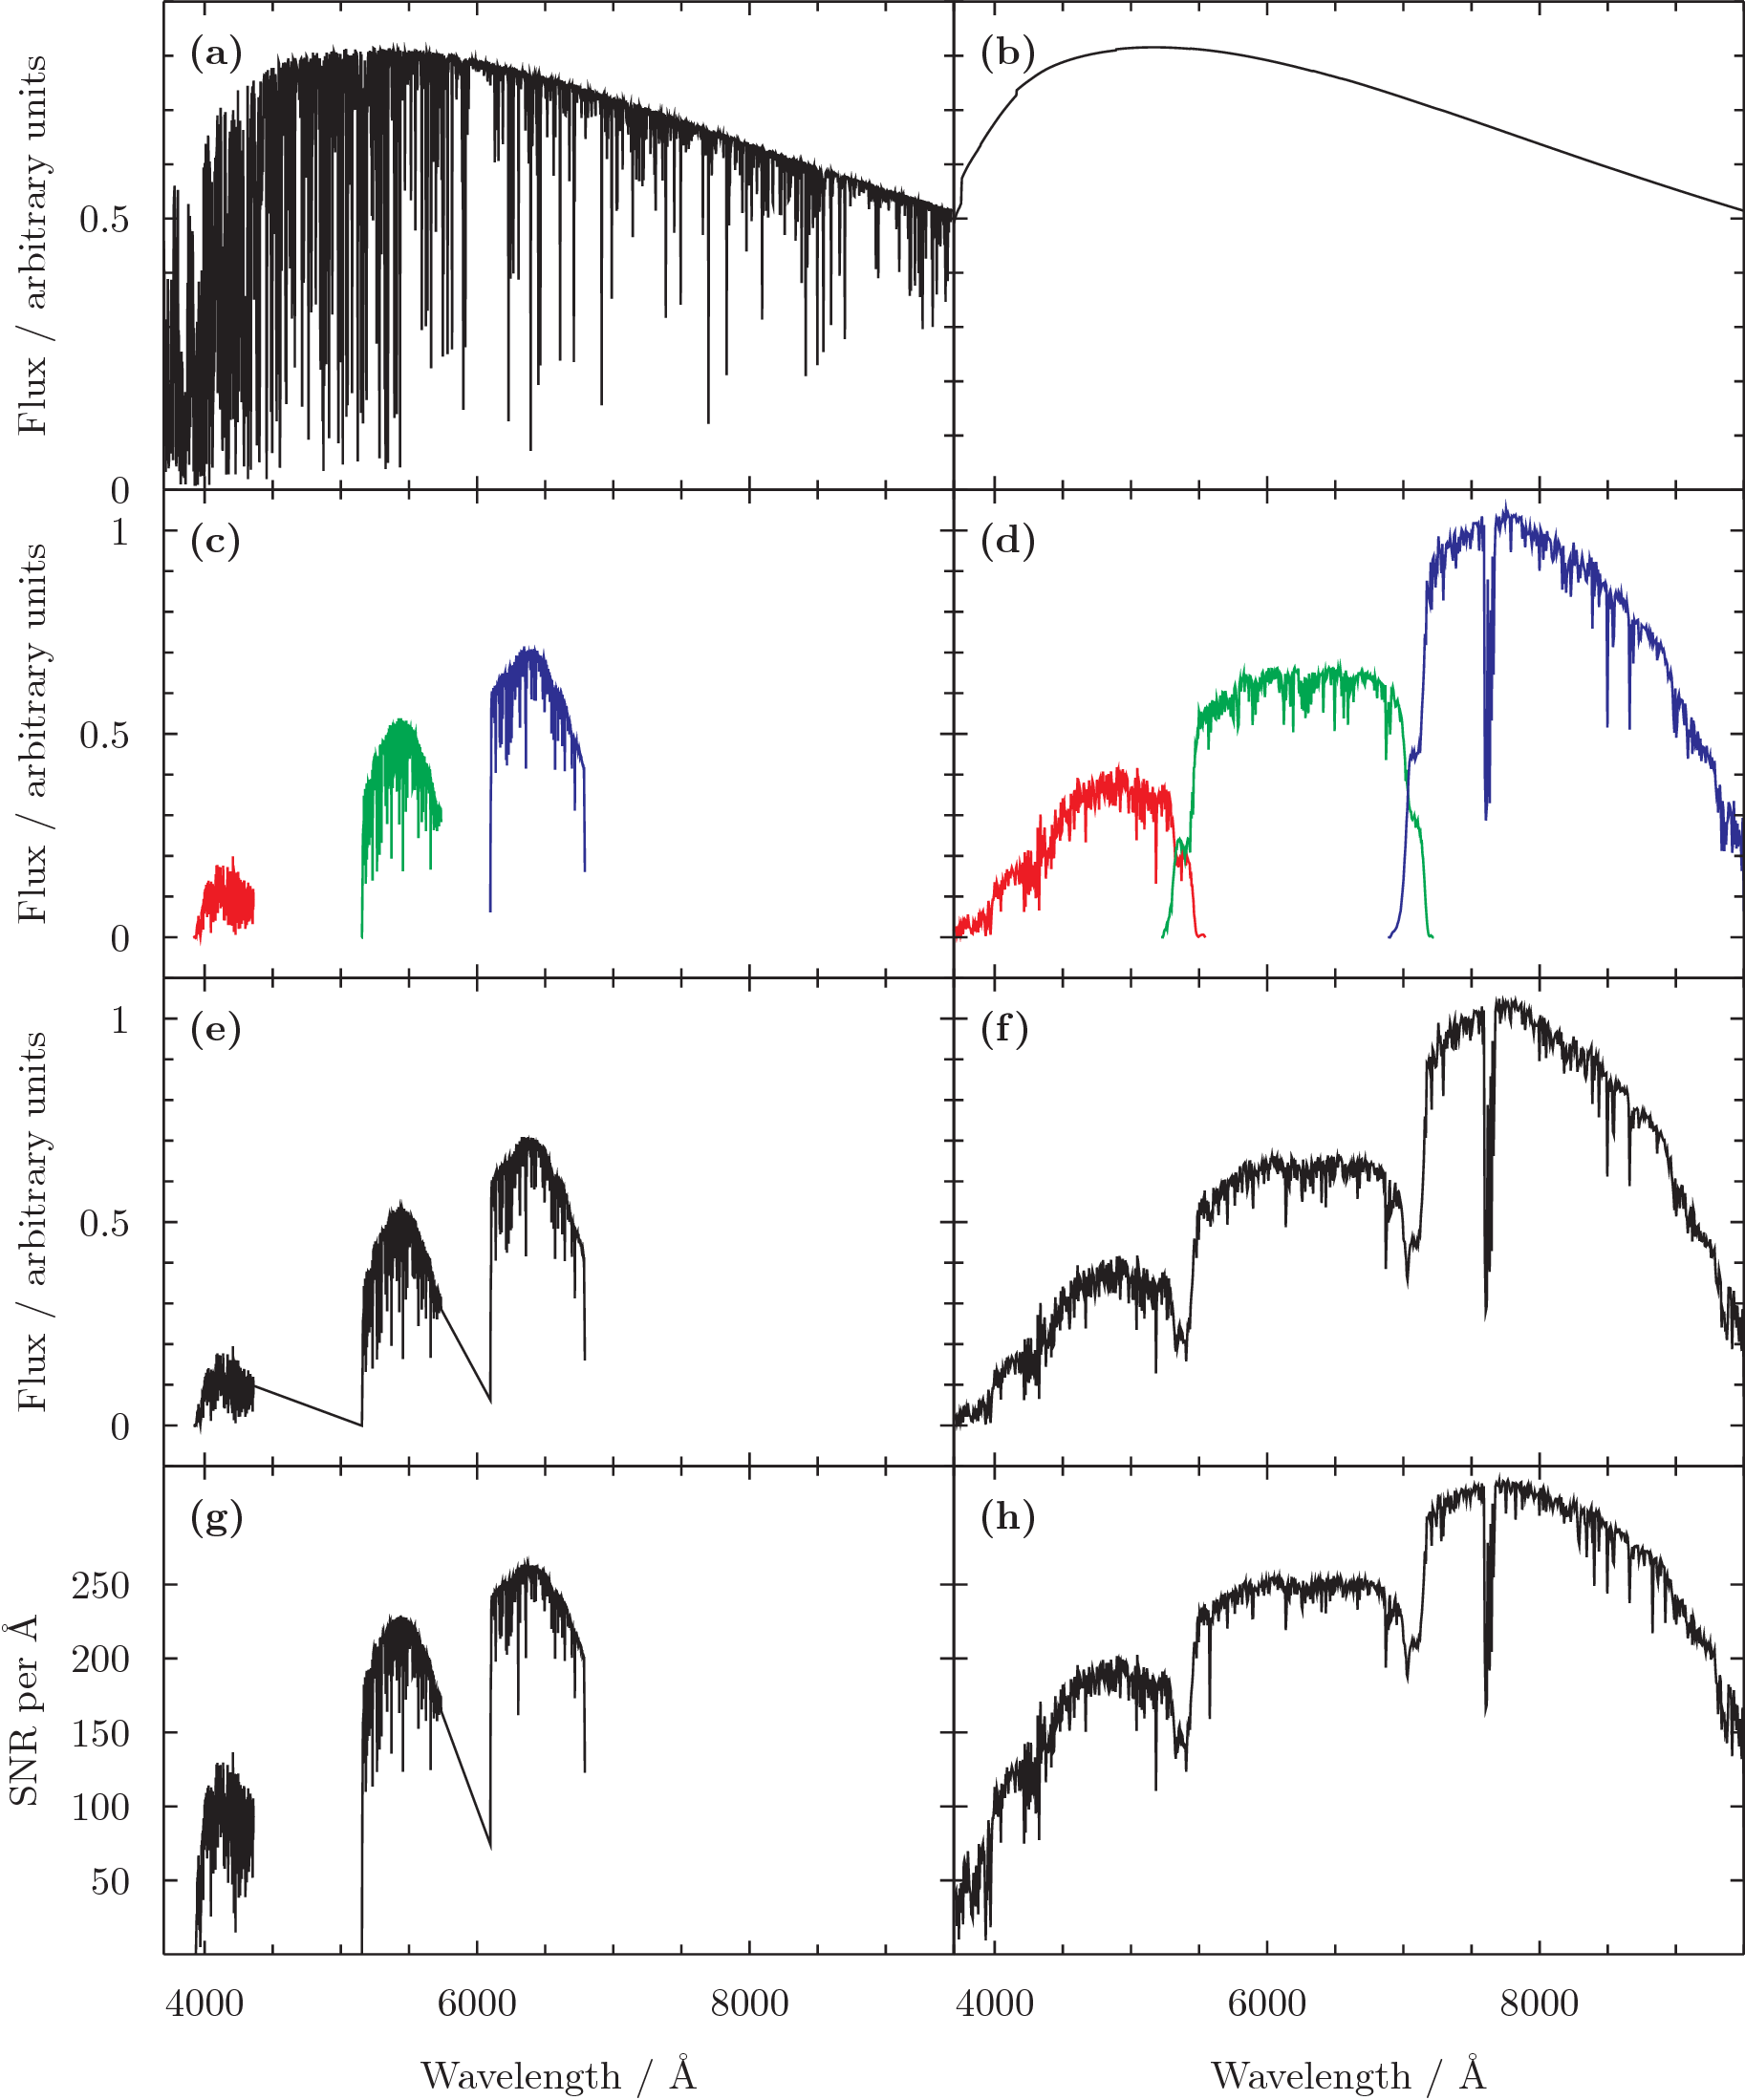 (a)
(b)
Flux / arbitrary units
0.5
0
(c)
(d)
Flux / arbitrary units
1
0.5
0
(e)
(f)
Flux / arbitrary units
1
0.5
0
(g)
(h)
SNR per Å
250
200
150
100
50
4000 6000 8000
4000 6000 8000
Wavelength / Å
Wavelength / Å